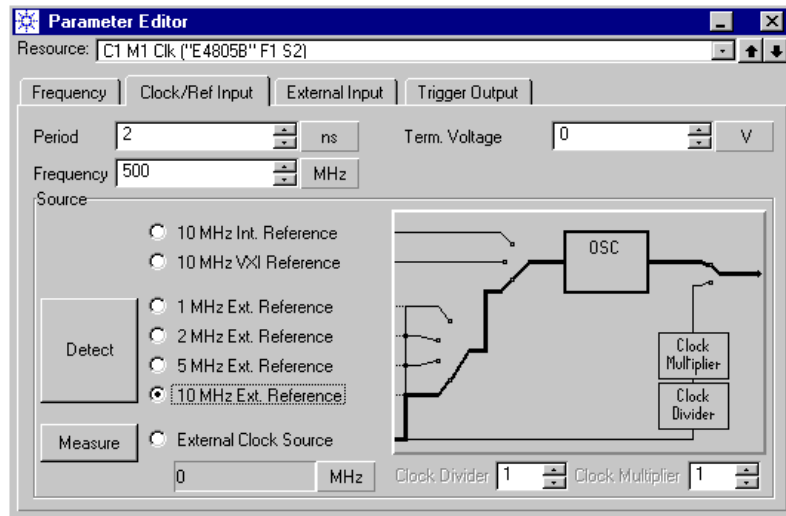 Parameter Editor
Resource: C1 M1 Clk ("E4805B" F1 S2)
Frequency Clock/Ref Input External Input Trigger Output
Period 2 ns Term. Voltage 0 V
Frequency 500 MHz
Source
10 MHz Int. Reference
10 MHz VXI Reference
1 MHz Ext. Reference
2 MHz Ext. Reference
5 MHz Ext. Reference
10 MHz Ext. Reference
Detect
OSC
Clock
Multiplier
Clock
Divider
Measure External Clock Source
0 MHz Clock Divider 1 Clock Multiplier 1